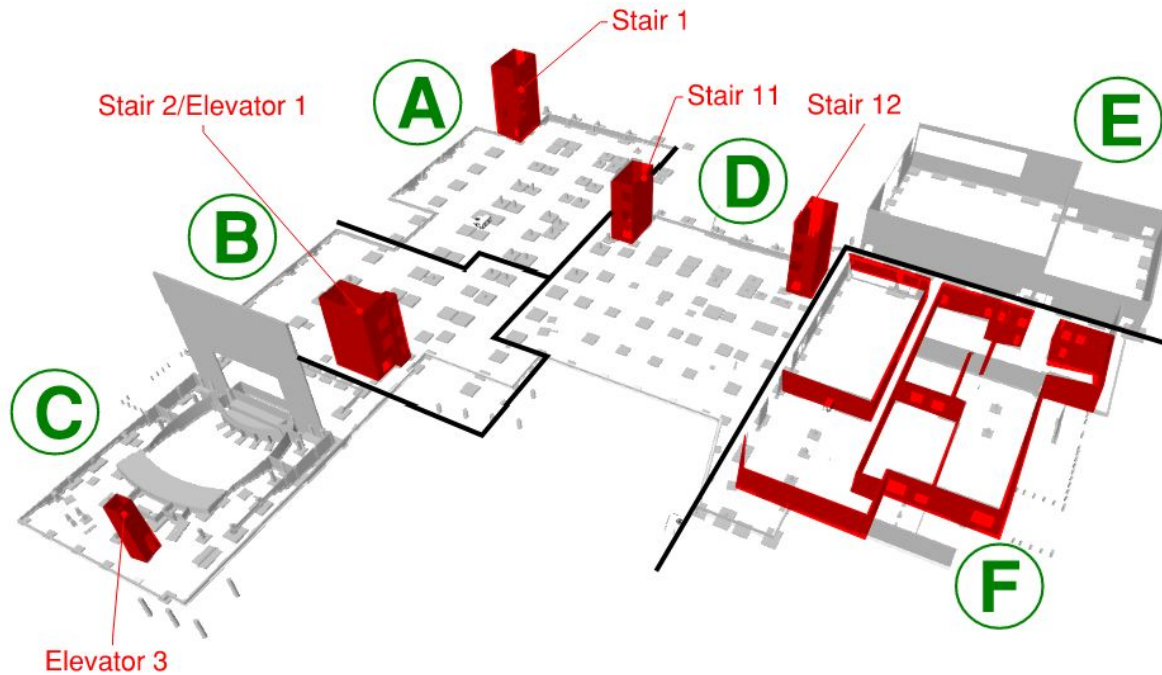 Stair 1
A
Stair 2/Elevator 1
Stair 11
Stair 12
E
D
B
C
F
Elevator 3